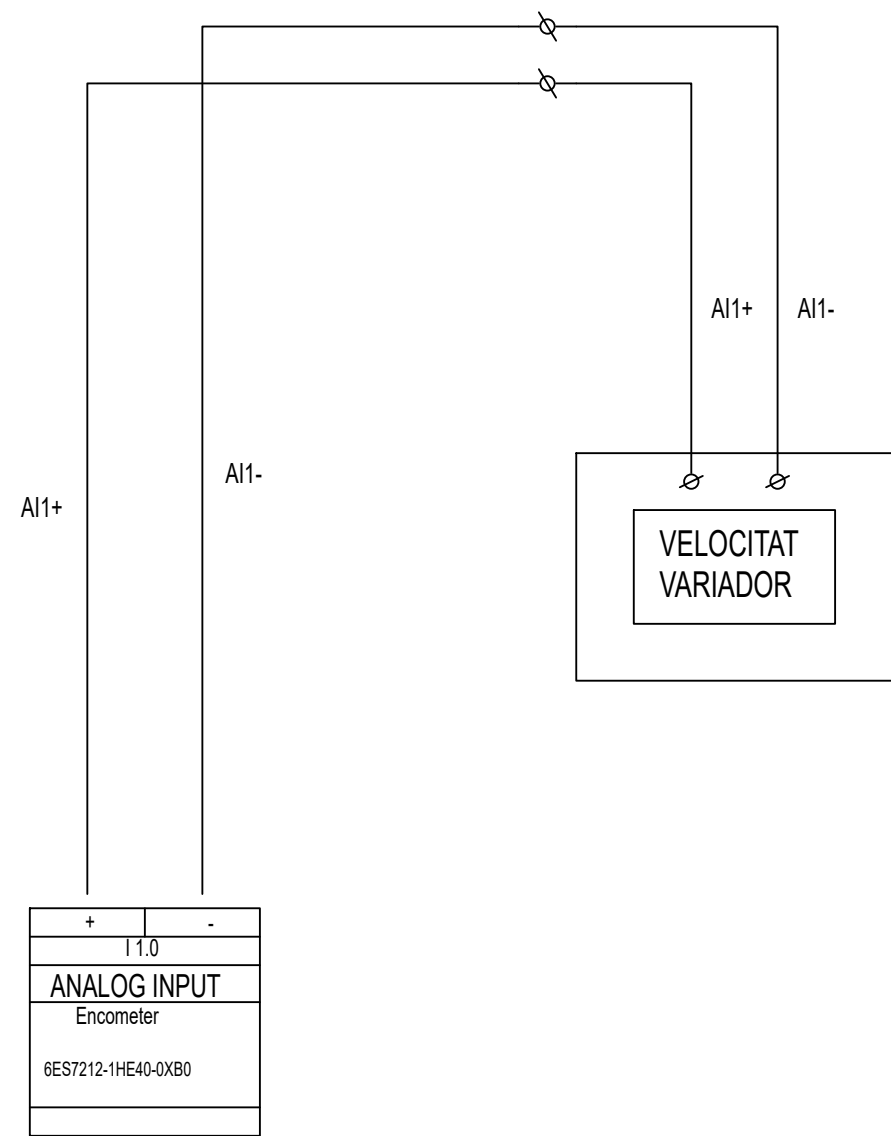 AI1+
AI1-
AI1-
AI1+
VELOCITAT
VARIADOR
+
-
I 1.0
ANALOG INPUT
Encometer
6ES7212-1HE40-0XB0